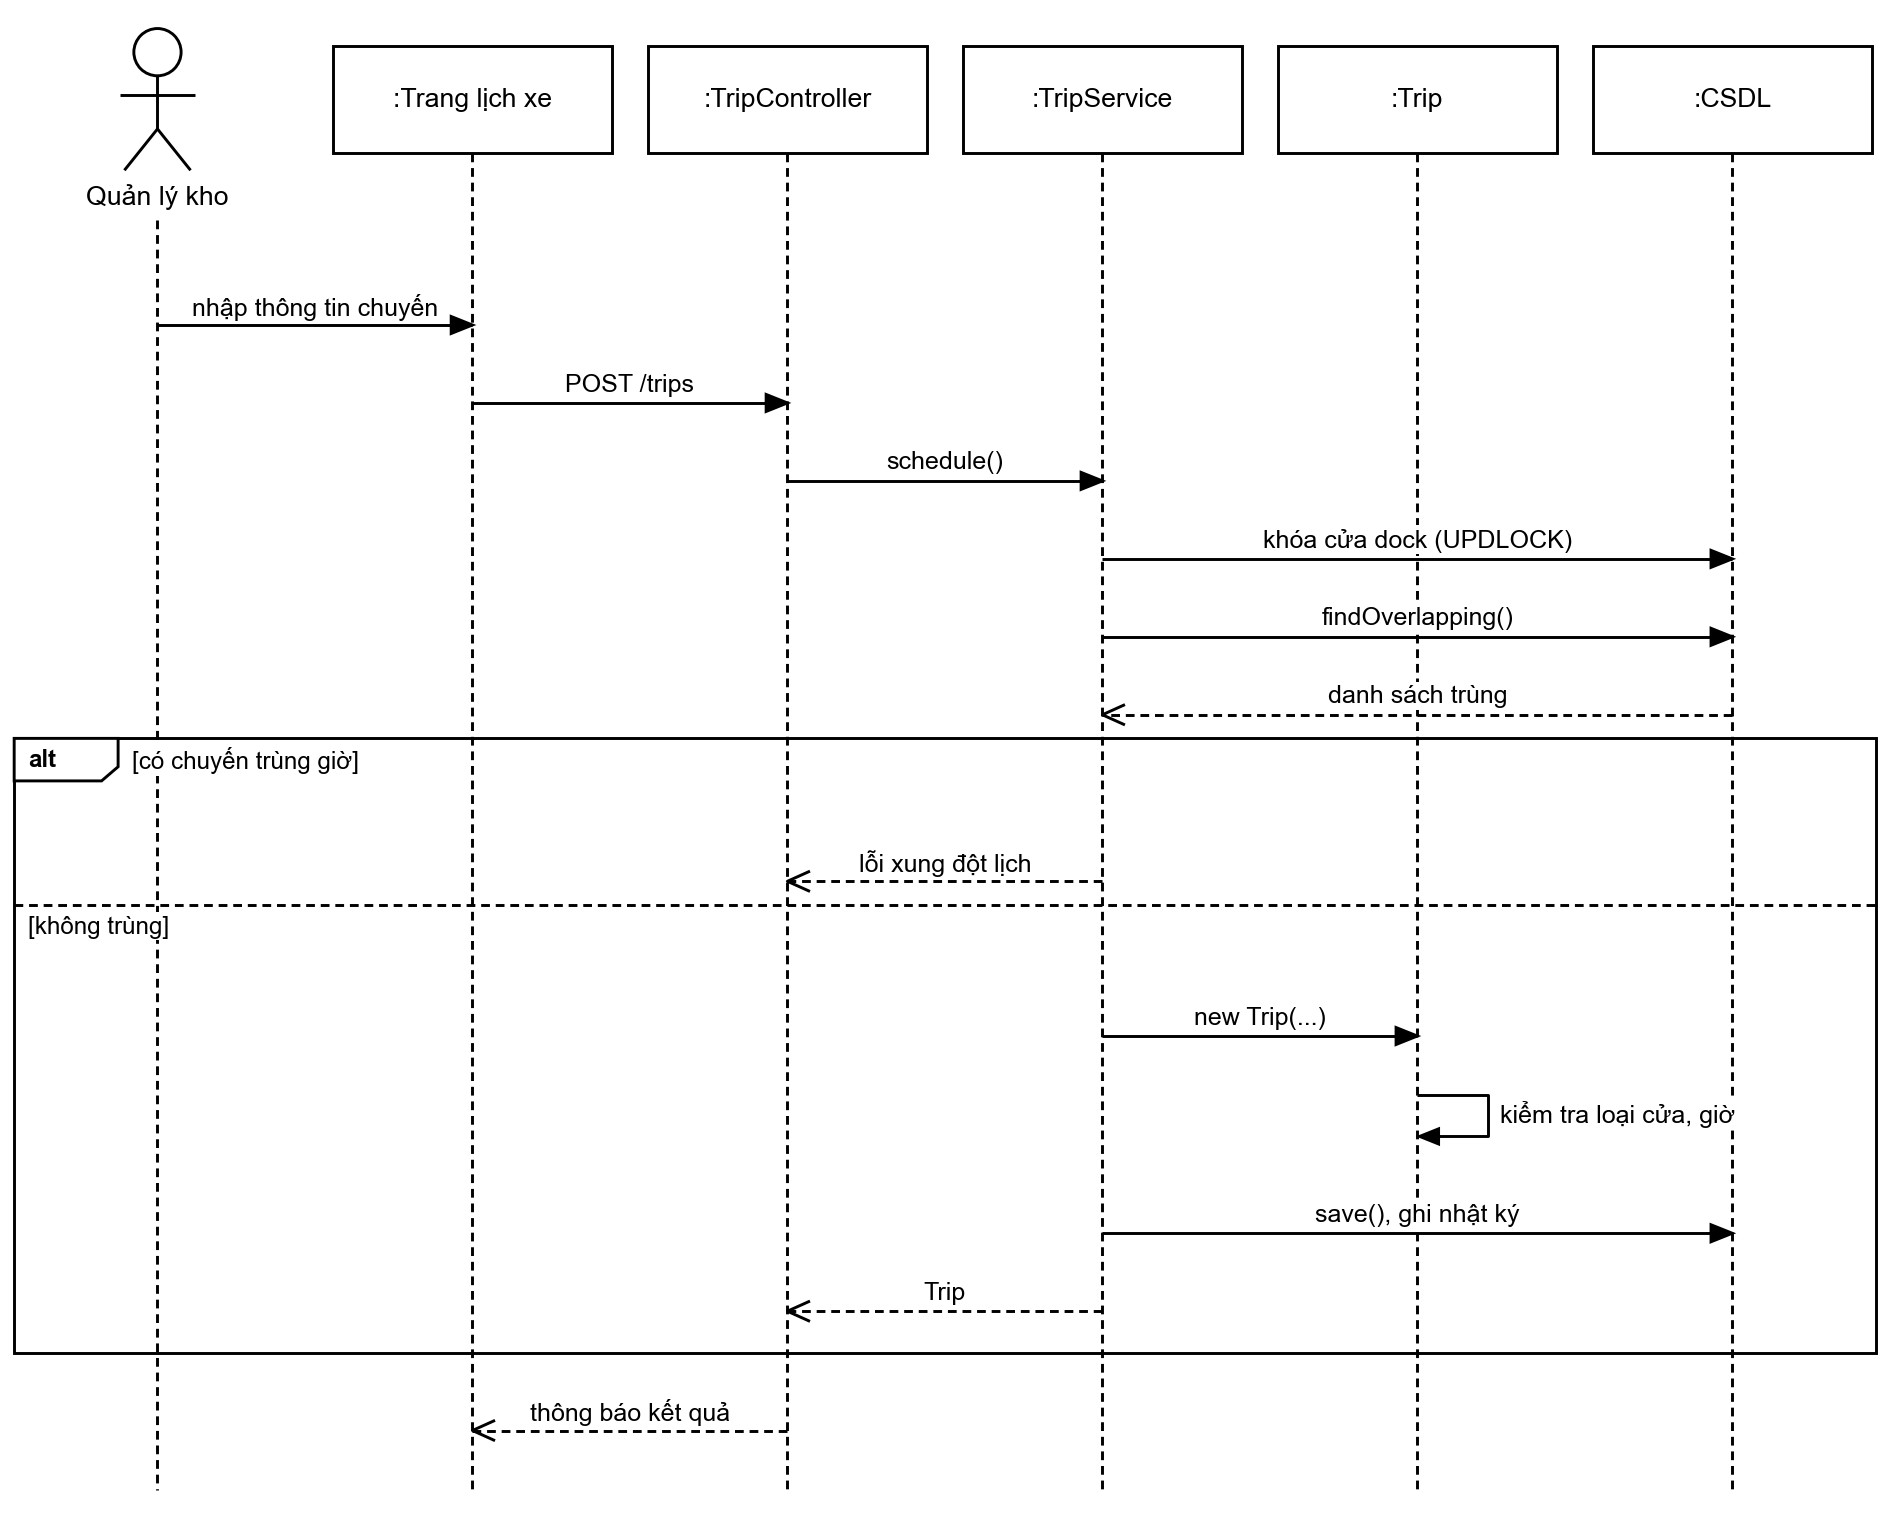 Quản lý kho
:Trang lịch xe
:TripController
:TripService
:Trip
:CSDL
nhập thông tin chuyến
POST /trips
schedule()
khóa cửa dock (UPDLOCK)
findOverlapping()
danh sách trùng
alt
[có chuyến trùng giờ]
lỗi xung đột lịch
[không trùng]
new Trip(...)
kiểm tra loại cửa, giờ
save(), ghi nhật ký
Trip
thông báo kết quả